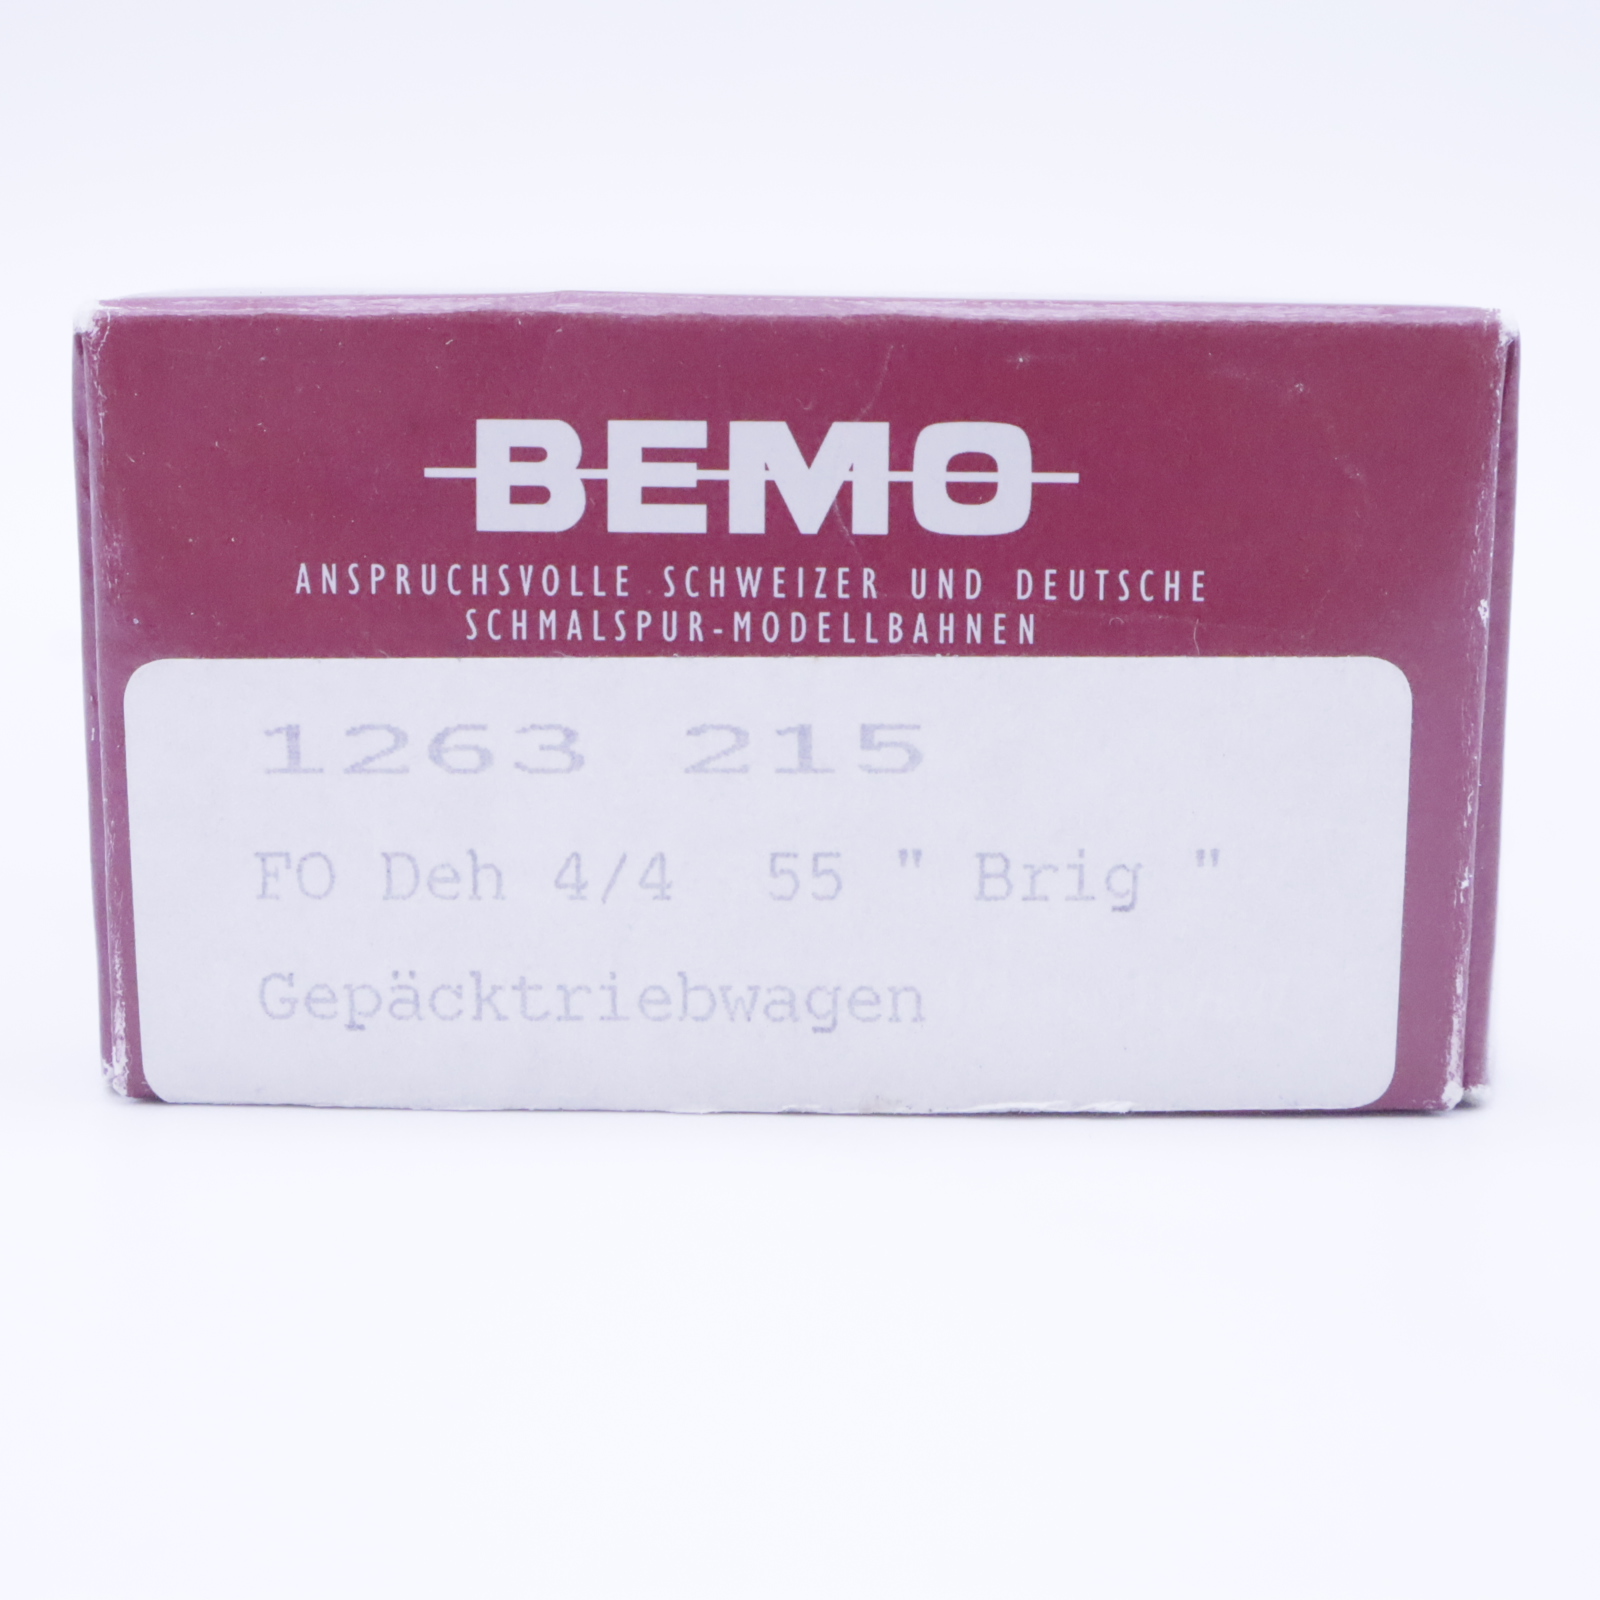 BEMO
ANSPRUCHSVOLLE SCHWEIZER UND DEUTSCHE
SCHMALSPUR-MODELLBAHNEN
1263 215
FO Deh 4/4 55 " Brig "
Gepäcktriebwagen